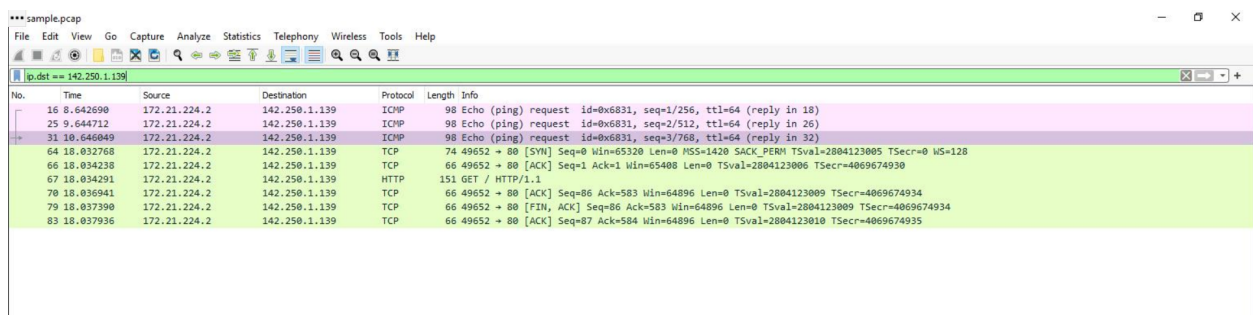 sample.pcap
File Edit View Go Capture Analyze Statistics Telephony Wireless Tools Help
ip.dst == 142.250.1.139
No. Time Source Destination Protocol Length Info
16 8.642690 172.21.224.2 142.250.1.139 ICMP 98 Echo (ping) request id=0x6831, seq=1/256, ttl=64 (reply in 18)
25 9.644712 172.21.224.2 142.250.1.139 ICMP 98 Echo (ping) request id=0x6831, seq=2/512, ttl=64 (reply in 26)
31 10.646049 172.21.224.2 142.250.1.139 ICMP 98 Echo (ping) request id=0x6831, seq=3/768, ttl=64 (reply in 32)
64 18.032768 172.21.224.2 142.250.1.139 TCP 74 49652 → 80 [SYN] Seq=0 Win=65320 Len=0 MSS=1420 SACK_PERM TSval=2804123005 TSecr=0 WS=128
66 18.034238 172.21.224.2 142.250.1.139 TCP 66 49652 → 80 [ACK] Seq=1 Ack=1 Win=65408 Len=0 TSval=2804123006 TSecr=4069674930
67 18.034291 172.21.224.2 142.250.1.139 HTTP 151 GET / HTTP/1.1
70 18.036941 172.21.224.2 142.250.1.139 TCP 66 49652 → 80 [ACK] Seq=86 Ack=583 Win=64896 Len=0 TSval=2804123009 TSecr=4069674934
79 18.037390 172.21.224.2 142.250.1.139 TCP 66 49652 → 80 [FIN, ACK] Seq=86 Ack=583 Win=64896 Len=0 TSval=2804123009 TSecr=4069674934
83 18.037936 172.21.224.2 142.250.1.139 TCP 66 49652 → 80 [ACK] Seq=87 Ack=584 Win=64896 Len=0 TSval=2804123010 TSecr=4069674935